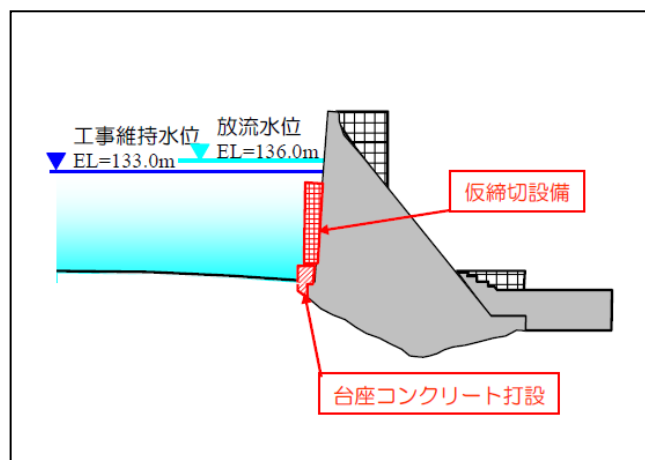 工事維持水位
EL=133.0m
放流水位
EL=136.0m
仮締切設備
台座コンクリート打設